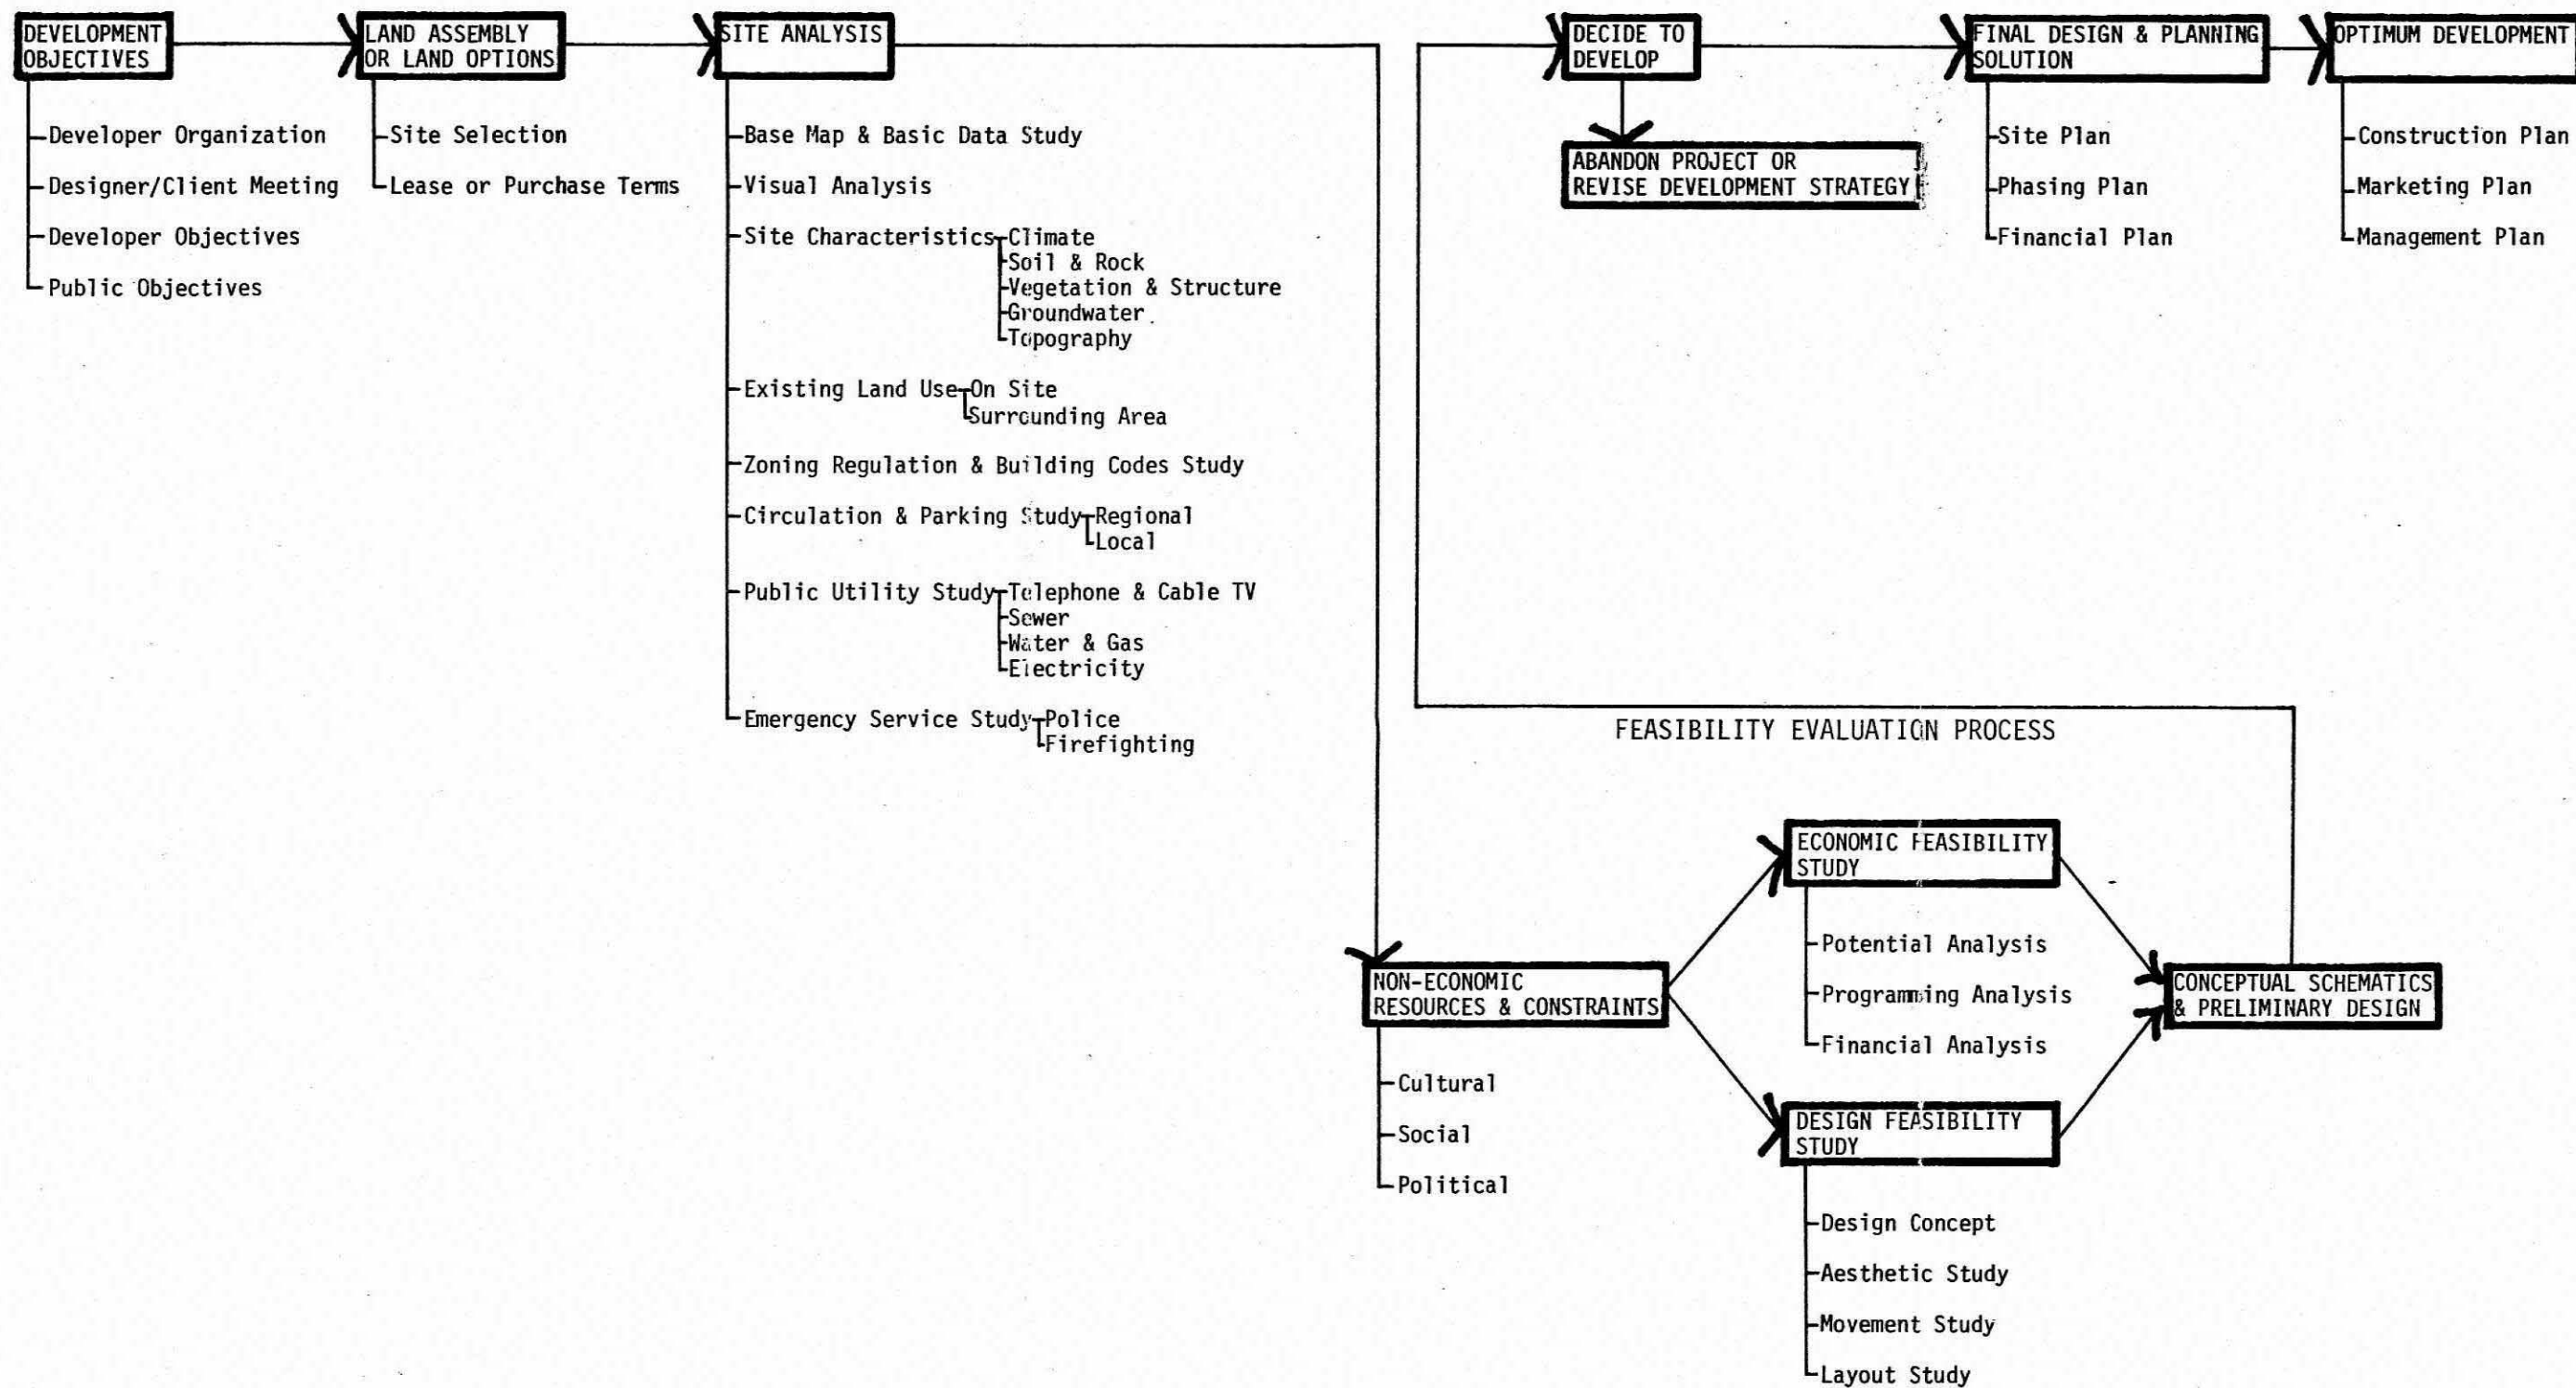 DEVELOPMENT
OBJECTIVES
Developer Organization
Designer/Client Meeting
Developer Objectives
Public Objectives
LAND ASSEMBLY
OR LAND OPTIONS
Site Selection
Lease or Purchase Terms
SITE ANALYSIS
Base Map & Basic Data Study
Visual Analysis
Site Characteristics
Climate
Soil & Rock
Vegetation & Structure
Groundwater
Topography
Existing Land Use
On Site
Surrounding Area
Zoning Regulation & Building Codes Study
Circulation & Parking Study
Regional
Local
Public Utility Study
Telephone & Cable TV
Sewer
Water & Gas
Electricity
Emergency Service Study
Police
Firefighting
NON-ECONOMIC
RESOURCES & CONSTRAINTS
Cultural
Social
Political
FEASIBILITY EVALUATION PROCESS
ECONOMIC FEASIBILITY
STUDY
Potential Analysis
Programming Analysis
Financial Analysis
DESIGN FEASIBILITY
STUDY
Design Concept
Aesthetic Study
Movement Study
Layout Study
CONCEPTUAL SCHEMATICS
& PRELIMINARY DESIGN
DECIDE TO
DEVELOP
ABANDON PROJECT OR
REVISE DEVELOPMENT STRATEGY
FINAL DESIGN & PLANNING
SOLUTION
Site Plan
Phasing Plan
Financial Plan
OPTIMUM DEVELOPMENT
Construction Plan
Marketing Plan
Management Plan